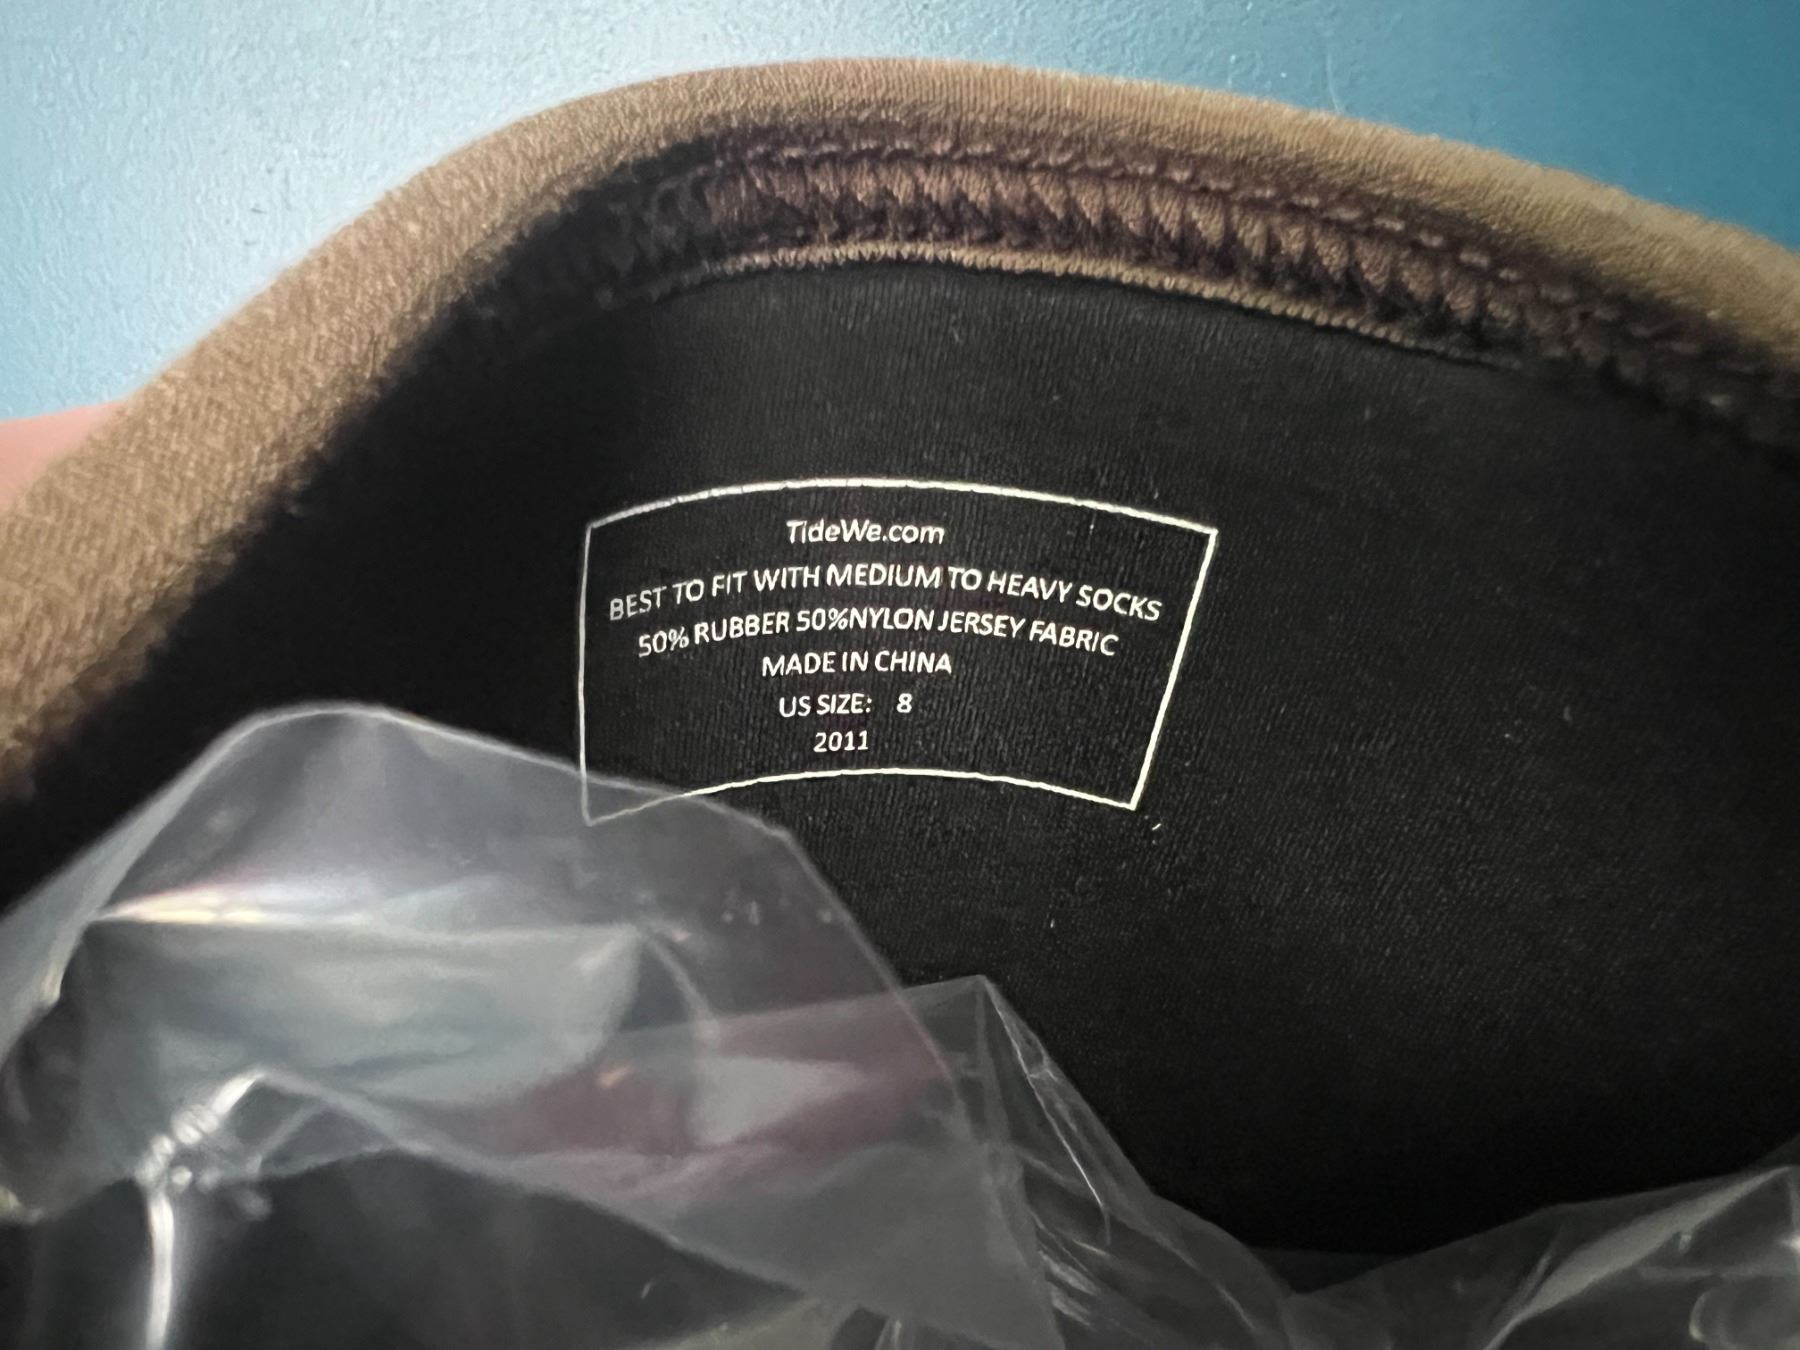 TideWe.com
BEST TO FIT WITH MEDIUM TO HEAVY SOCKS
50% RUBBER 50%NYLON JERSEY FABRIC
MADE IN CHINA
US SIZE: 8
2011